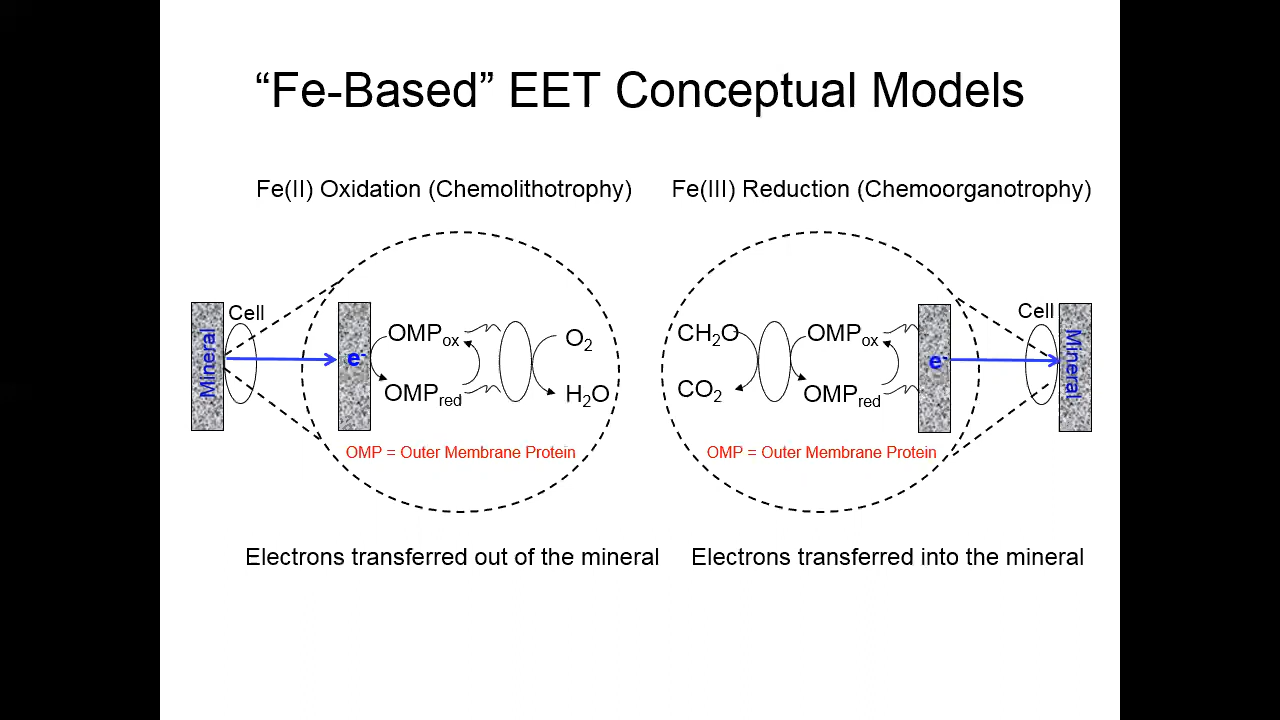 “Fe-Based” EET Conceptual Models
Fe(II) Oxidation (Chemolithotrophy)
Mineral
Cell
e-
OMPox
OMPred
O2
H2O
OMP = Outer Membrane Protein
Electrons transferred out of the mineral
Fe(III) Reduction (Chemoorganotrophy)
CH2O
CO2
OMPox
OMPred
e-
Cell
Mineral
OMP = Outer Membrane Protein
Electrons transferred into the mineral